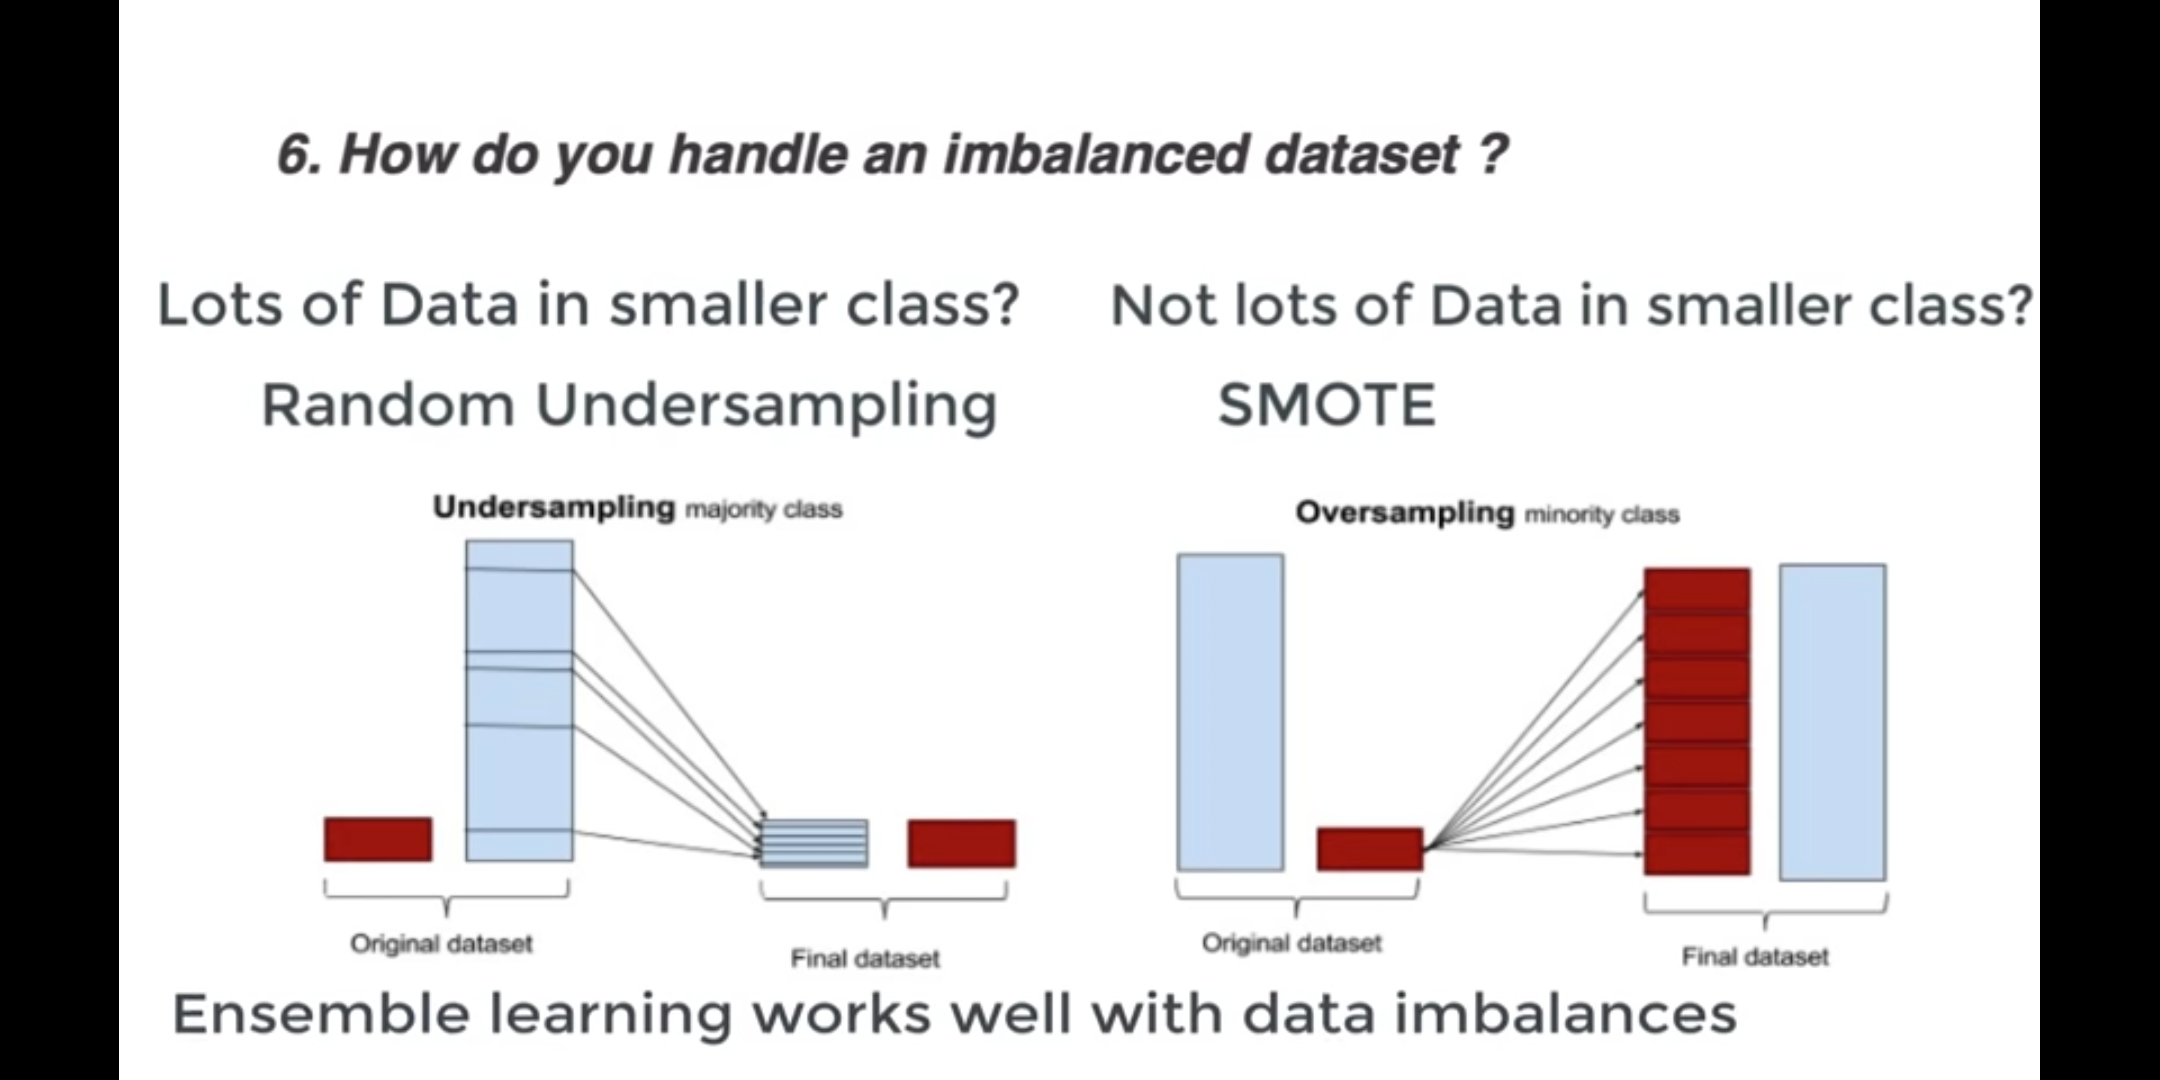 6. How do you handle an imbalanced dataset ?
Lots of Data in smaller class?
Random Undersampling
Undersampling majority class
Original dataset
Final dataset
Not lots of Data in smaller class?
SMOTE
Oversampling minority class
Original dataset
Final dataset
Ensemble learning works well with data imbalances